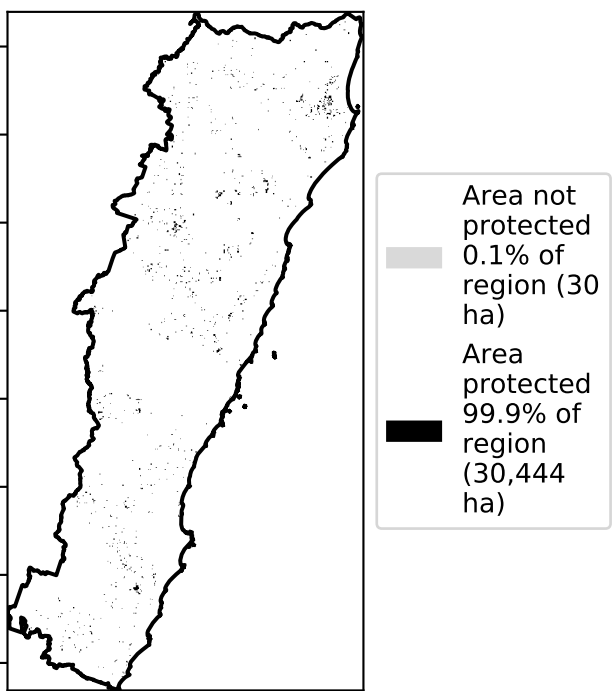 Area not
protected
0.1% of
region (30
ha)
Area
protected
99.9% of
region
(30,444
ha)